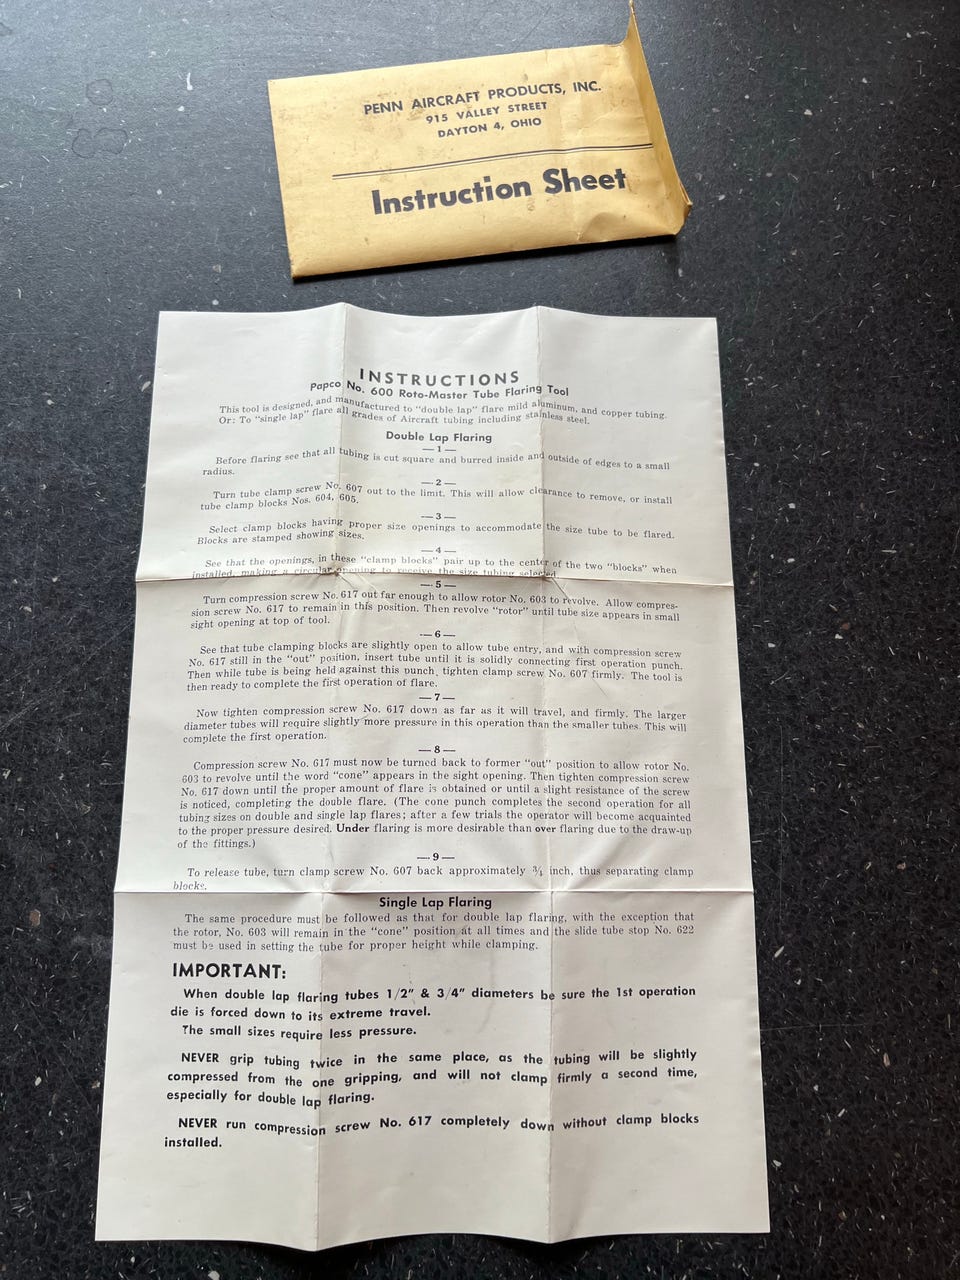 PENN AIRCRAFT PRODUCTS, INC.
915 VALLEY STREET
DAYTON 4, OHIO
Instruction Sheet
INSTRUCTIONS
Papco No. 600 Roto-Master Tube Flaring Tool
This tool is designed, and manufactured to "double lap" flare mild aluminum, and copper tubing.
Or: To "single lap" flare all grades of Aircraft tubing including stainless steel.
Double Lap Flaring
—1—
Before flaring see that all tubing is cut square and burred inside and outside of edges to a small
radius.
—2—
Turn tube clamp screw No. 607 out to the limit. This will allow clearance to remove, or install
tube clamp blocks Nos. 604, 605.
—3—
Select clamp blocks having proper size openings to accommodate the size tube to be flared.
Blocks are stamped showing sizes.
—4—
See that the openings, in these "clamp blocks" pair up to the center of the two "blocks" when
installed, making a circular opening to receive the size tubing selected.
—5—
Turn compression screw No. 617 out far enough to allow rotor No. 603 to revolve. Allow compres-
sion screw No. 617 to remain in this position. Then revolve "rotor" until tube size appears in small
sight opening at top of tool.
—6—
See that tube clamping blocks are slightly open to allow tube entry, and with compression screw
No. 617 still in the "out" position, insert tube until it is solidly connecting first operation punch.
Then while tube is being held against this punch, tighten clamp screw No. 607 firmly. The tool is
then ready to complete the first operation of flare.
—7—
Now tighten compression screw No. 617 down as far as it will travel, and firmly. The larger
diameter tubes will require slightly more pressure in this operation than the smaller tubes. This will
complete the first operation.
—8—
Compression screw No. 617 must now be turned back to former "out" position to allow rotor No.
603 to revolve until the word "cone" appears in the sight opening. Then tighten compression screw
No. 617 down until the proper amount of flare is obtained or until a slight resistance of the screw
is noticed, completing the double flare. (The cone punch completes the second operation for all
tubing sizes on double and single lap flares; after a few trials the operator will become acquainted
to the proper pressure desired. Under flaring is more desirable than over flaring due to the draw-up
of the fittings.)
—9—
To release tube, turn clamp screw No. 607 back approximately ¾ inch, thus separating clamp
blocks.
Single Lap Flaring
The same procedure must be followed as that for double lap flaring, with the exception that
the rotor, No. 603 will remain in the "cone" position at all times and the slide tube stop No. 622
must be used in setting the tube for proper height while clamping.
IMPORTANT:
When double lap flaring tubes 1/2" & 3/4" diameters be sure the 1st operation
die is forced down to its extreme travel.
The small sizes require less pressure.
NEVER grip tubing twice in the same place, as the tubing will be slightly
compressed from the one gripping, and will not clamp firmly a second time,
especially for double lap flaring.
NEVER run compression screw No. 617 completely down without clamp blocks
installed.